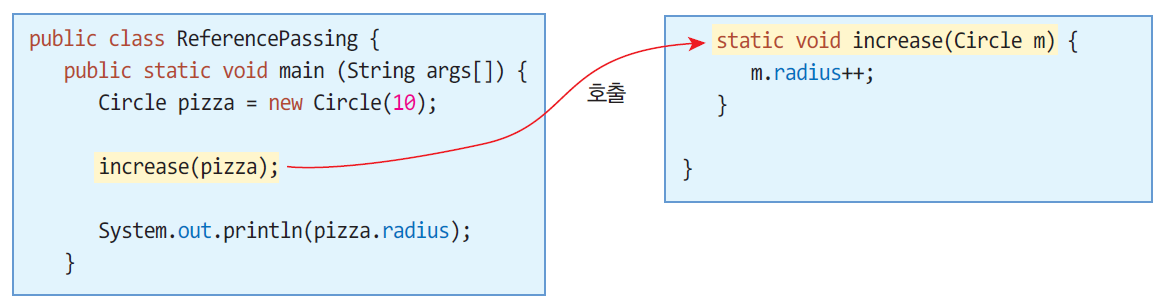 public class ReferencePassing {
public static void main (String args[]) {
Circle pizza = new Circle(10);
increase(pizza);
System.out.println(pizza.radius);
}
호출
static void increase(Circle m) {
m.radius++;
}
}